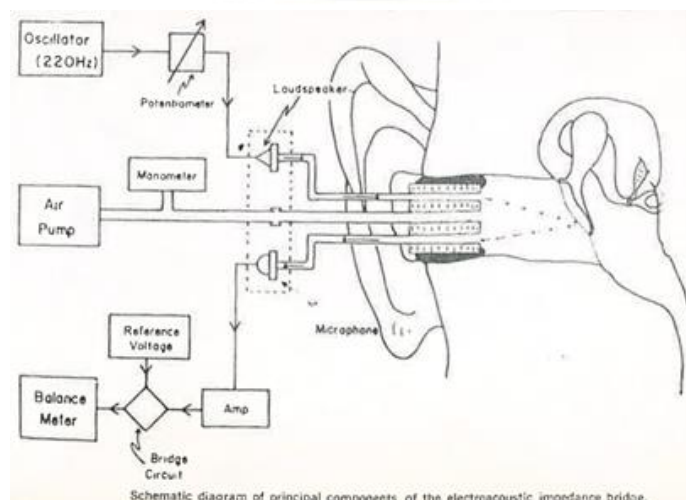 Oscillator
(220Hz)
Potentiometer
Loudspeaker
Manometer
Air
Pump
Microphone
Reference
Voltage
Balance
Meter
Amp
Bridge
Circuit
Schematic diagram of principal components of the electroacoustic impedance bridge.